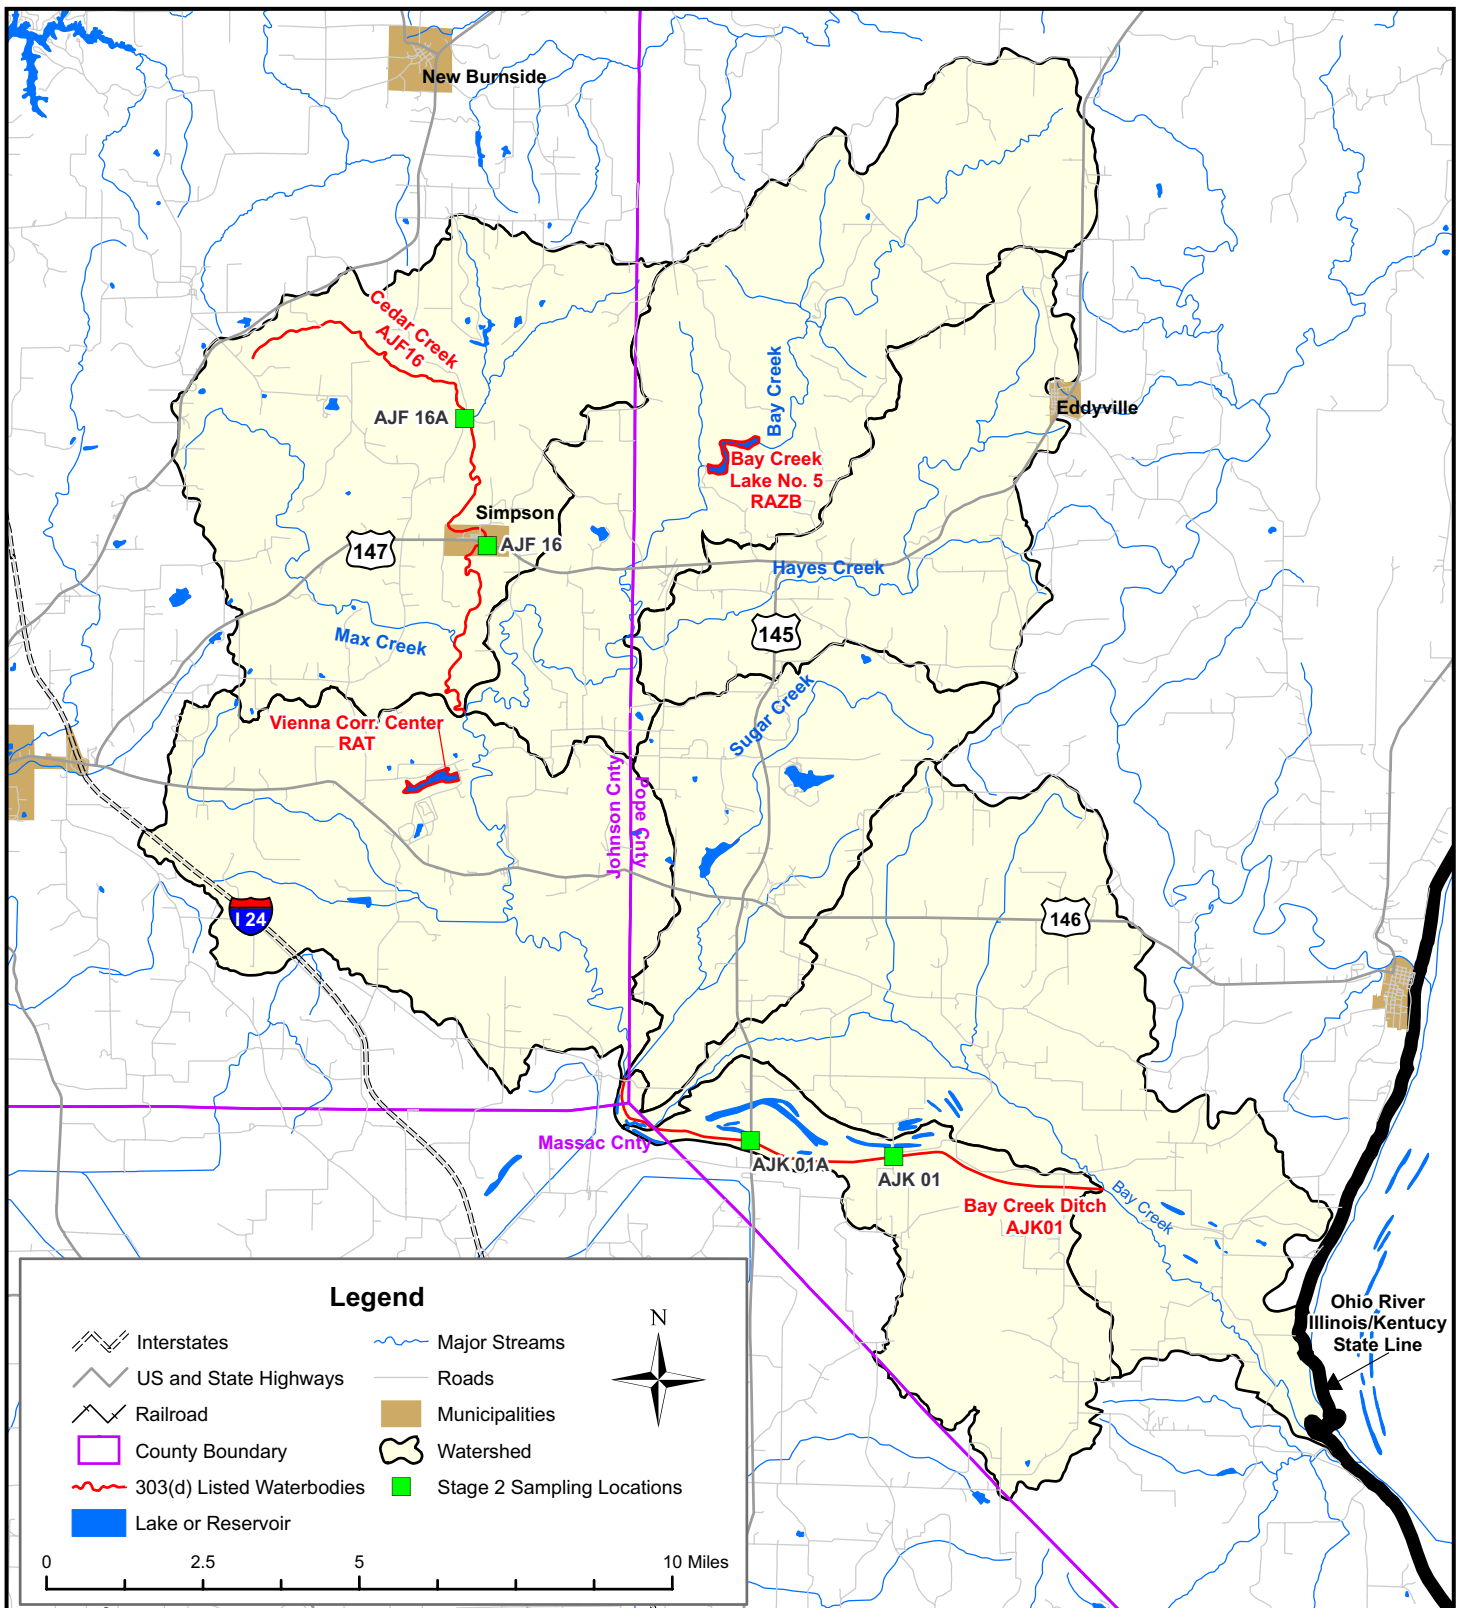 New Burnside
Cedar Creek
AJF16
AJF 16A
Bay Creek
Eddyville
Bay Creek
Lake No. 5
RAZB
Simpson
AJF 16
147
Hayes Creek
145
Max Creek
Sugar Creek
Vienna Corr. Center
RAT
Johnson Cnty
Pope Cnty
I 24
146
Massac Cnty
AJK 01A
AJK 01
Bay Creek Ditch
AJK01
Bay Creek
Ohio River
Illinois/Kentucy
State Line
Legend
Interstates
US and State Highways
Railroad
County Boundary
303(d) Listed Waterbodies
Lake or Reservoir
Major Streams
Roads
Municipalities
Watershed
Stage 2 Sampling Locations
N
0 2.5 5 10 Miles